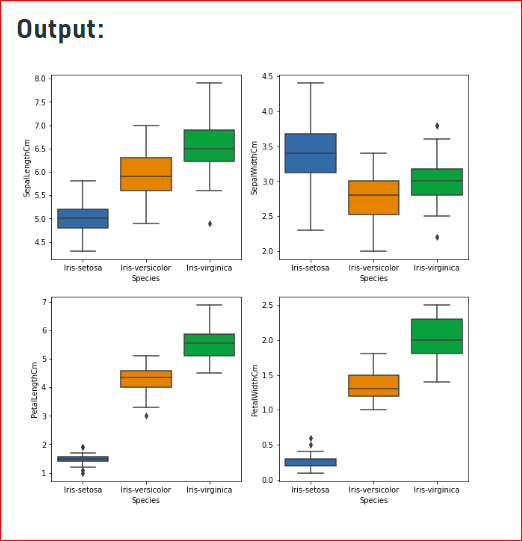 Output:
SepalLengthCm
8.0
7.5
7.0
6.5
6.0
5.5
5.0
4.5
Iris-setosa Iris-versicolor Iris-virginica
Species
SepalWidthCm
4.5
4.0
3.5
3.0
2.5
2.0
Iris-setosa Iris-versicolor Iris-virginica
Species
PetalLengthCm
7
6
5
4
3
2
1
Iris-setosa Iris-versicolor Iris-virginica
Species
PetalWidthCm
2.5
2.0
1.5
1.0
0.5
0.0
Iris-setosa Iris-versicolor Iris-virginica
Species